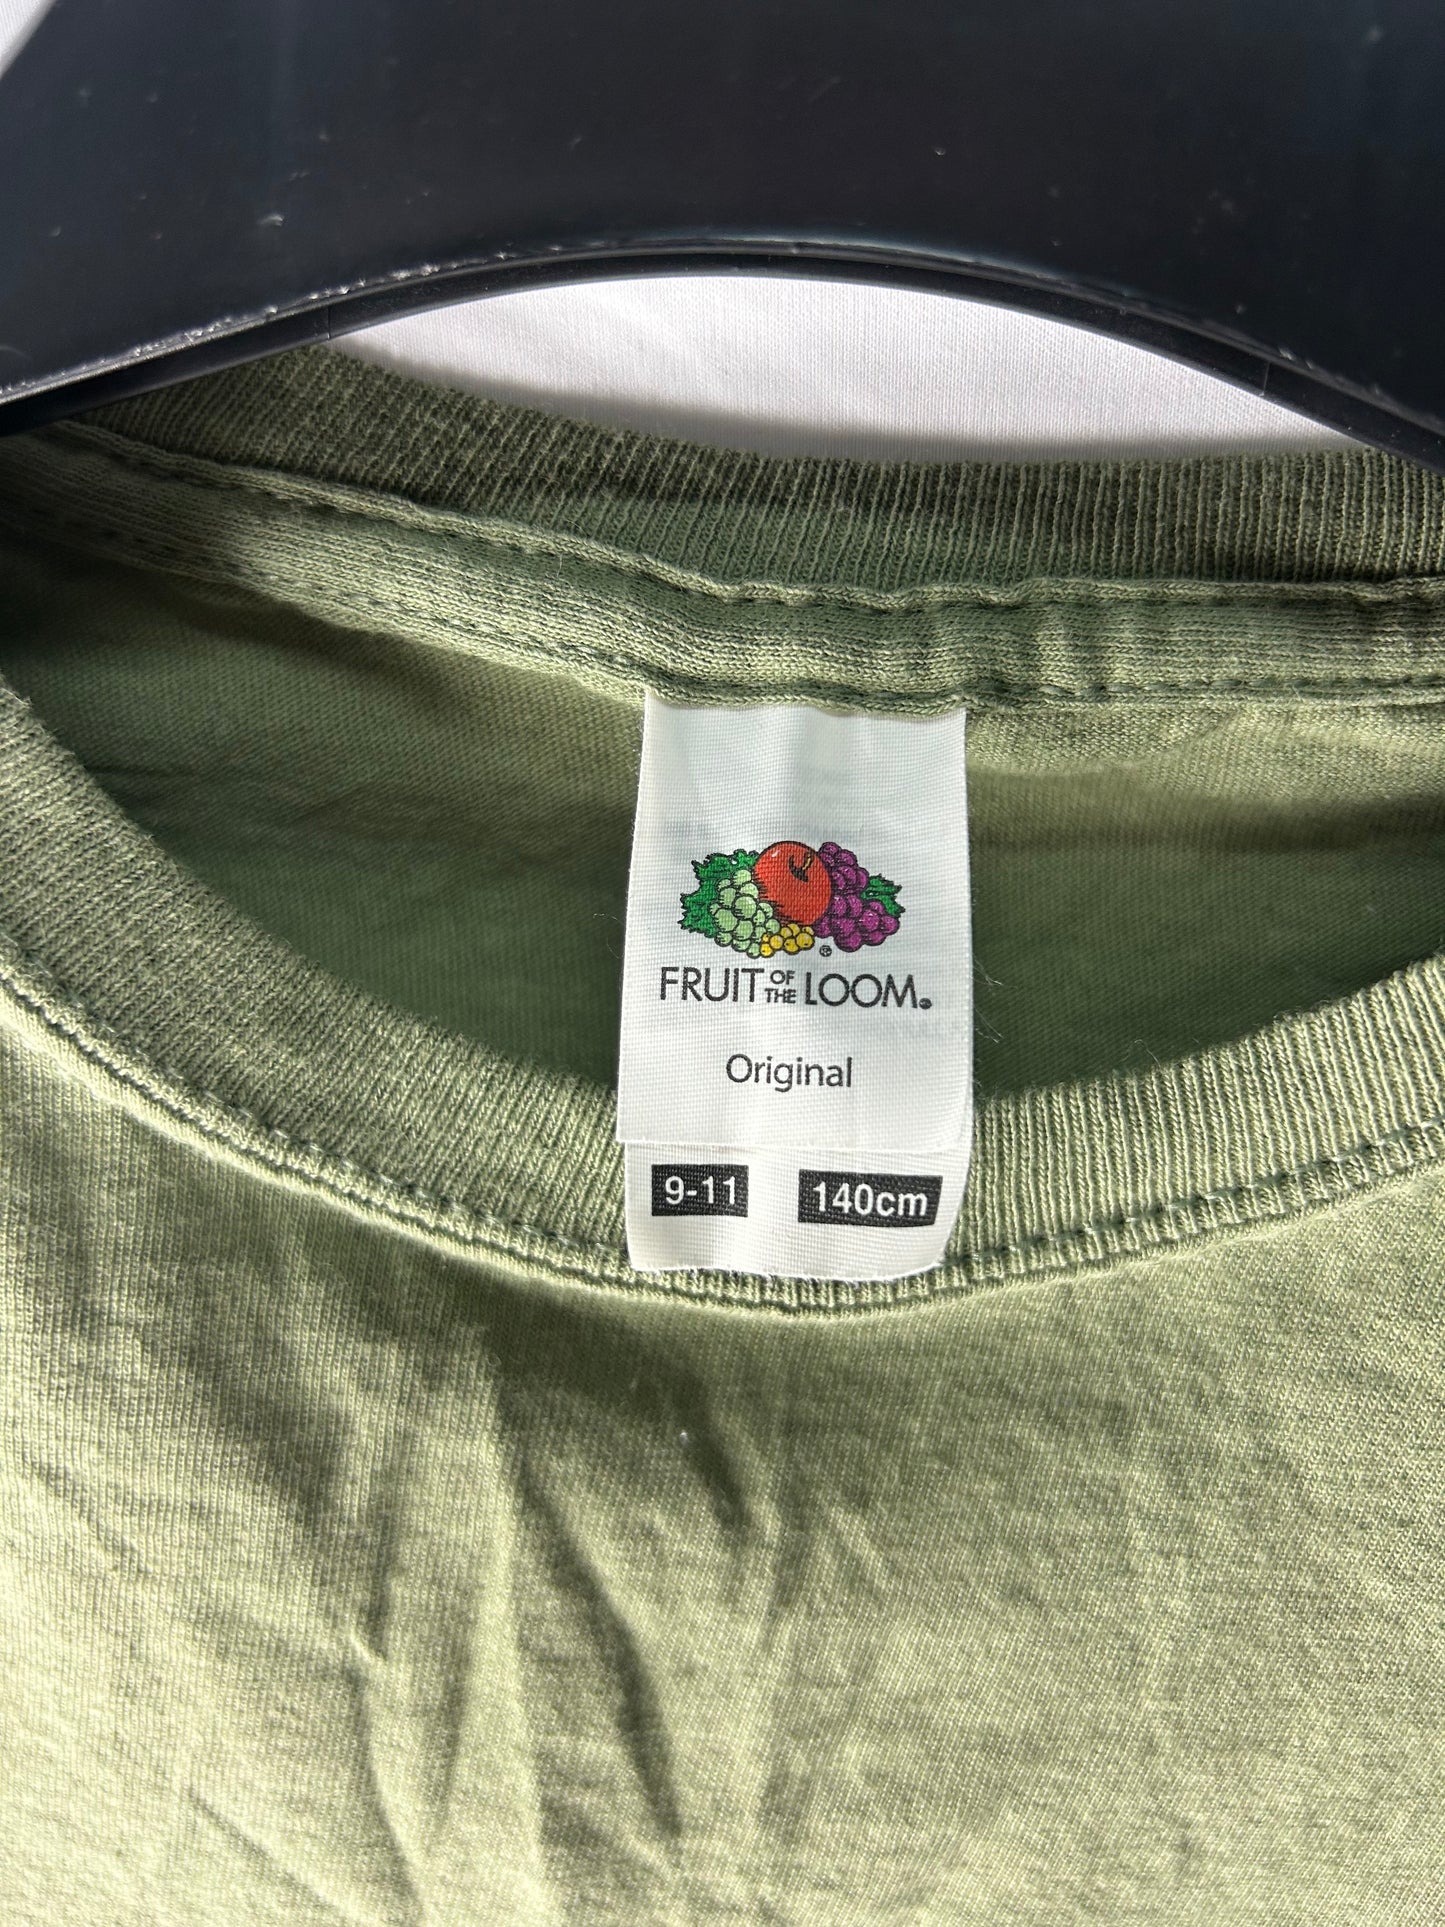 FRUIT OF THE LOOM®
Original
9-11 140cm